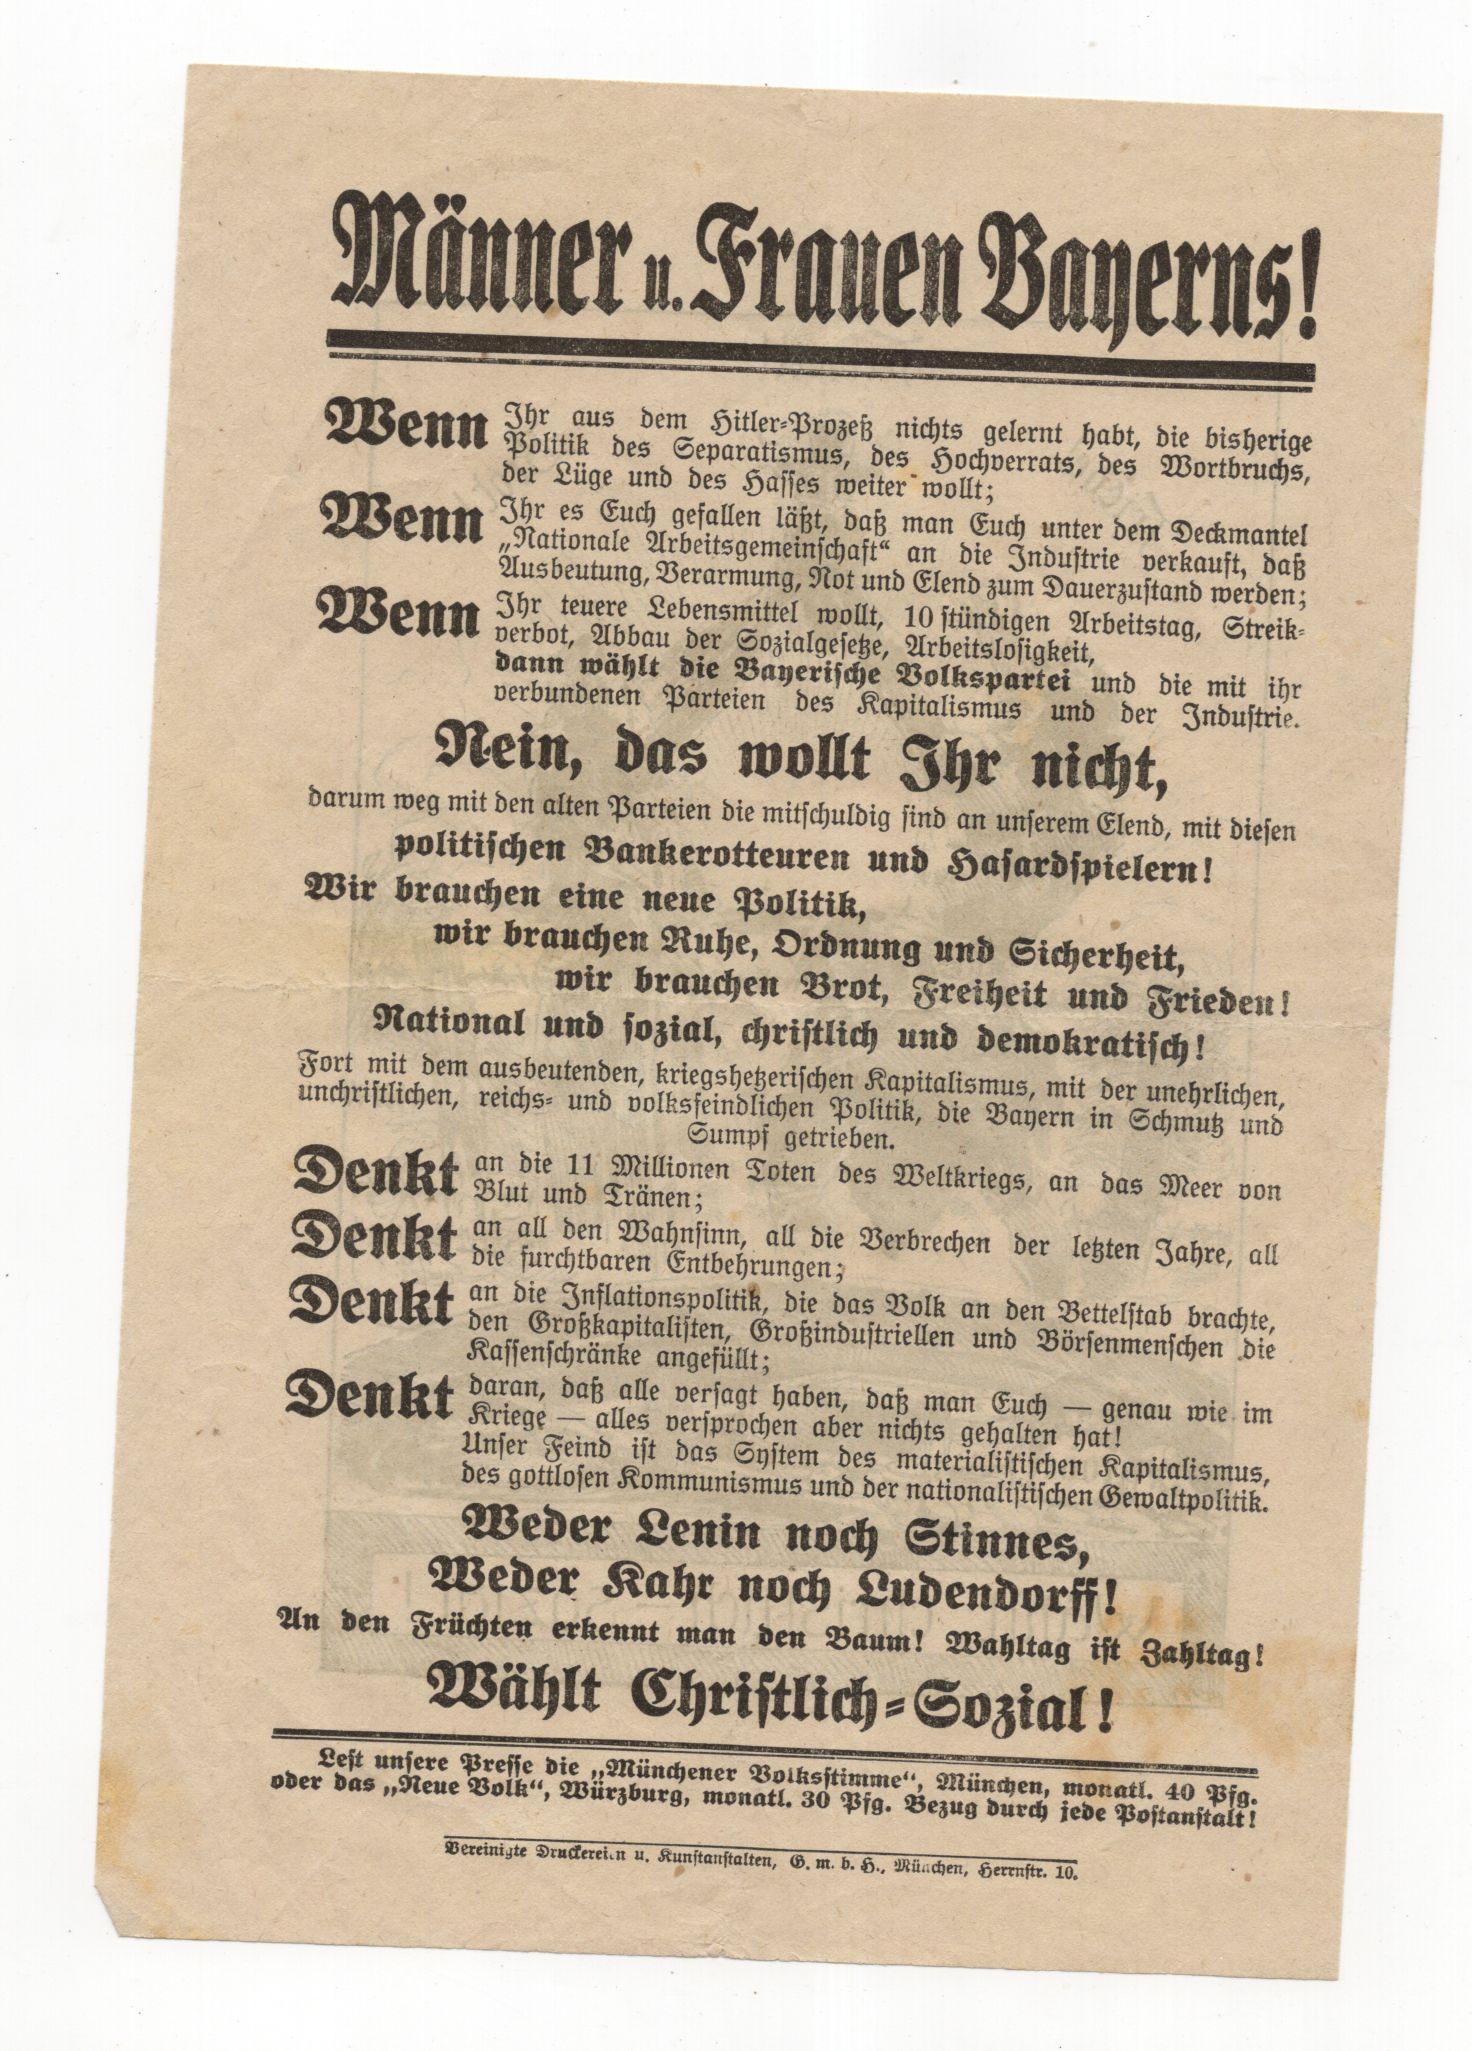 Männer u. Frauen Bayerns!
Wenn Ihr aus dem Hitler-Prozeß nichts gelernt habt, die bisherige
Politik des Separatismus, des Hochverrats, des Wortbruchs,
der Lüge und des Hasses weiter wollt;
Wenn Ihr es Euch gefallen läßt, daß man Euch unter dem Deckmantel
„Nationale Arbeitsgemeinschaft“ an die Industrie verkauft, daß
Ausbeutung, Verarmung, Not und Elend zum Dauerzustand werden;
Wenn Ihr teuere Lebensmittel wollt, 10 stündigen Arbeitstag, Streik-
verbot, Abbau der Sozialgesetze, Arbeitslosigkeit,
dann wählt die Bayerische Volkspartei und die mit ihr
verbundenen Parteien des Kapitalismus und der Industrie.
Nein, das wollt Ihr nicht,
darum weg mit den alten Parteien die mitschuldig sind an unserem Elend, mit diesen
politischen Bankerotteuren und Hasardspielern!
Wir brauchen eine neue Politik,
wir brauchen Ruhe, Ordnung und Sicherheit,
wir brauchen Brot, Freiheit und Frieden!
National und sozial, christlich und demokratisch!
Fort mit dem ausbeutenden, kriegshetzerischen Kapitalismus, mit der unehrlichen,
unchristlichen, reichs- und volksfeindlichen Politik, die Bayern in Schmutz und
Sumpf getrieben.
Denkt an die 11 Millionen Toten des Weltkriegs, an das Meer von
Blut und Tränen;
Denkt an all den Wahnsinn, all die Verbrechen der letzten Jahre, all
die furchtbaren Entbehrungen;
Denkt an die Inflationspolitik, die das Volk an den Bettelstab brachte,
den Großkapitalisten, Großindustriellen und Börsenmenschen die
Kassenschränke angefüllt;
Denkt daran, daß alle versagt haben, daß man Euch — genau wie im
Kriege — alles versprochen aber nichts gehalten hat!
Unser Feind ist das System des materialistischen Kapitalismus,
des gottlosen Kommunismus und der nationalistischen Gewaltpolitik.
Weder Lenin noch Stinnes,
Weder Kahr noch Ludendorff!
An den Früchten erkennt man den Baum! Wahltag ist Zahltag!
Wählt Christlich-Sozial!
Lest unsere Presse die „Münchener Volksstimme“, München, monatl. 40 Pfg.
oder das „Neue Volk“, Würzburg, monatl. 30 Pfg. Bezug durch jede Postanstalt!
Vereinigte Druckereien u. Kunstanstalten, G. m. b. H., München, Herrnstr. 10.